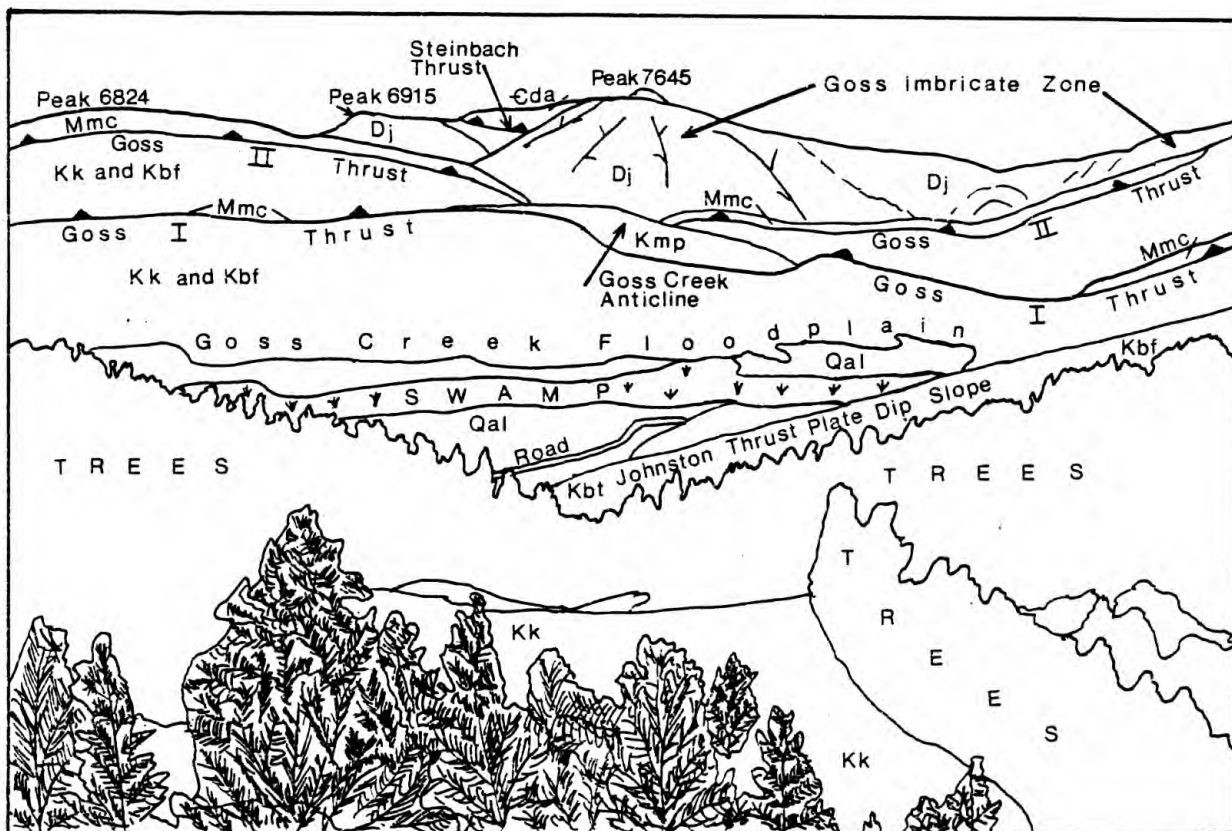 Steinbach
Thrust
Peak 7645
Goss imbricate Zone
Peak 6824
Peak 6915
Єda
Mmc
Dj
Goss
II
Thrust
Kk and Kbf
Dj
Dj
Mmc
Goss
II
Thrust
Mmc
Goss
I
Thrust
Kmp
Kk and Kbf
Goss Creek
Anticline
Goss
I
Thrust
Mmc
Goss Creek Floodplain
Qal
Kbf
SWAMP
Qal
Road
Kbt Johnston Thrust Plate Dip Slope
TREES
TREES
TREES
Kk
Kk